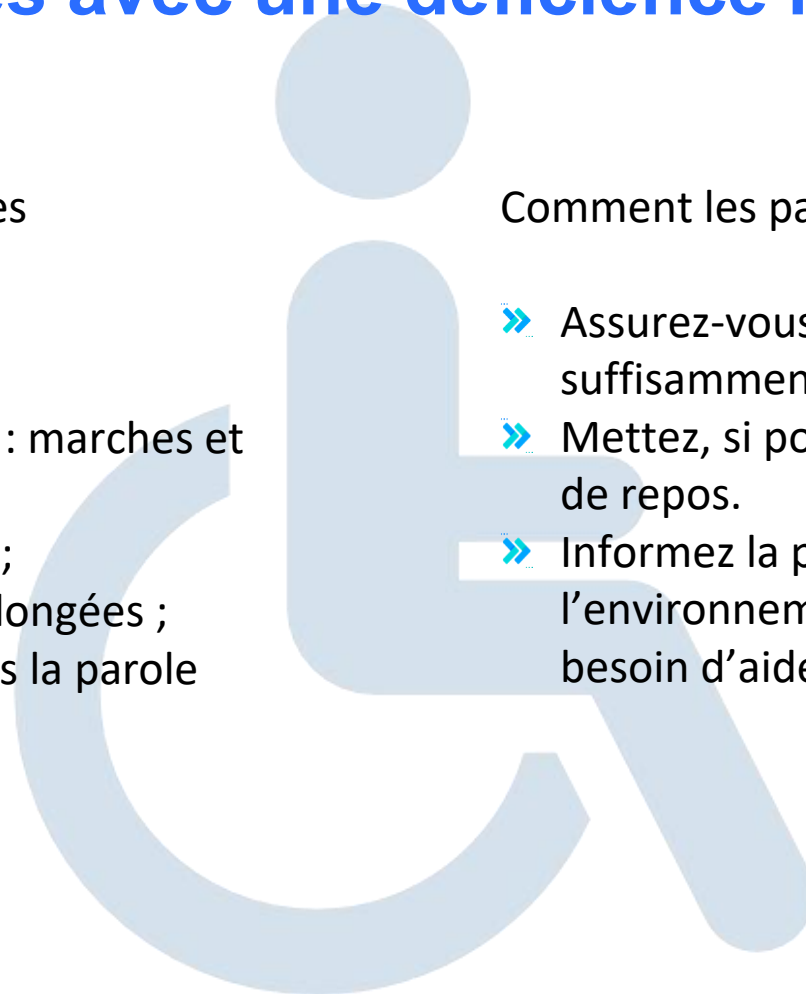 avec une déficience
es
: marches et
;
longées ;
s la parole
Comment les pa
Assurez-vous
suffisammen
Mettez, si po
de repos.
Informez la p
l’environnem
besoin d’aide